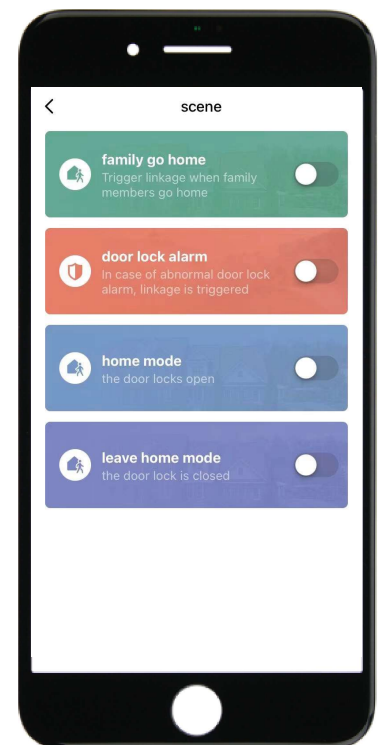 scene
family go home
Trigger linkage when family
members go home
door lock alarm
In case of abnormal door lock
alarm, linkage is triggered
home mode
the door locks open
leave home mode
the door lock is closed